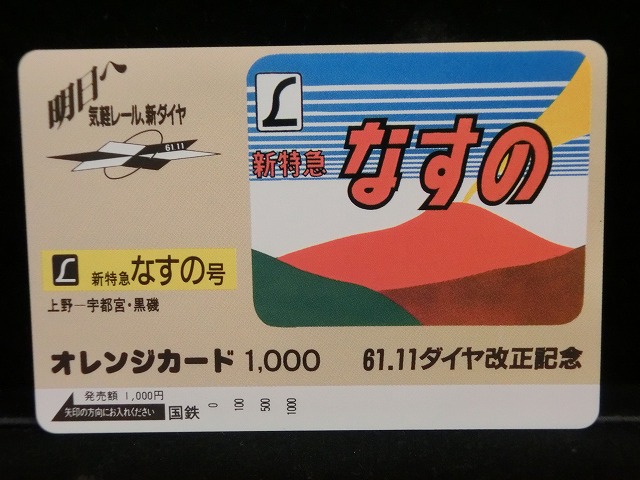 明日へ
気軽レール、新ダイヤ
61.11
L
新特急 なすの
L 新特急 なすの号
上野—宇都宮・黒磯
オレンジカード 1,000
61.11ダイヤ改正記念
発売額 1,000円
矢印の方向にお入れください
国鉄 0 100 500 1000